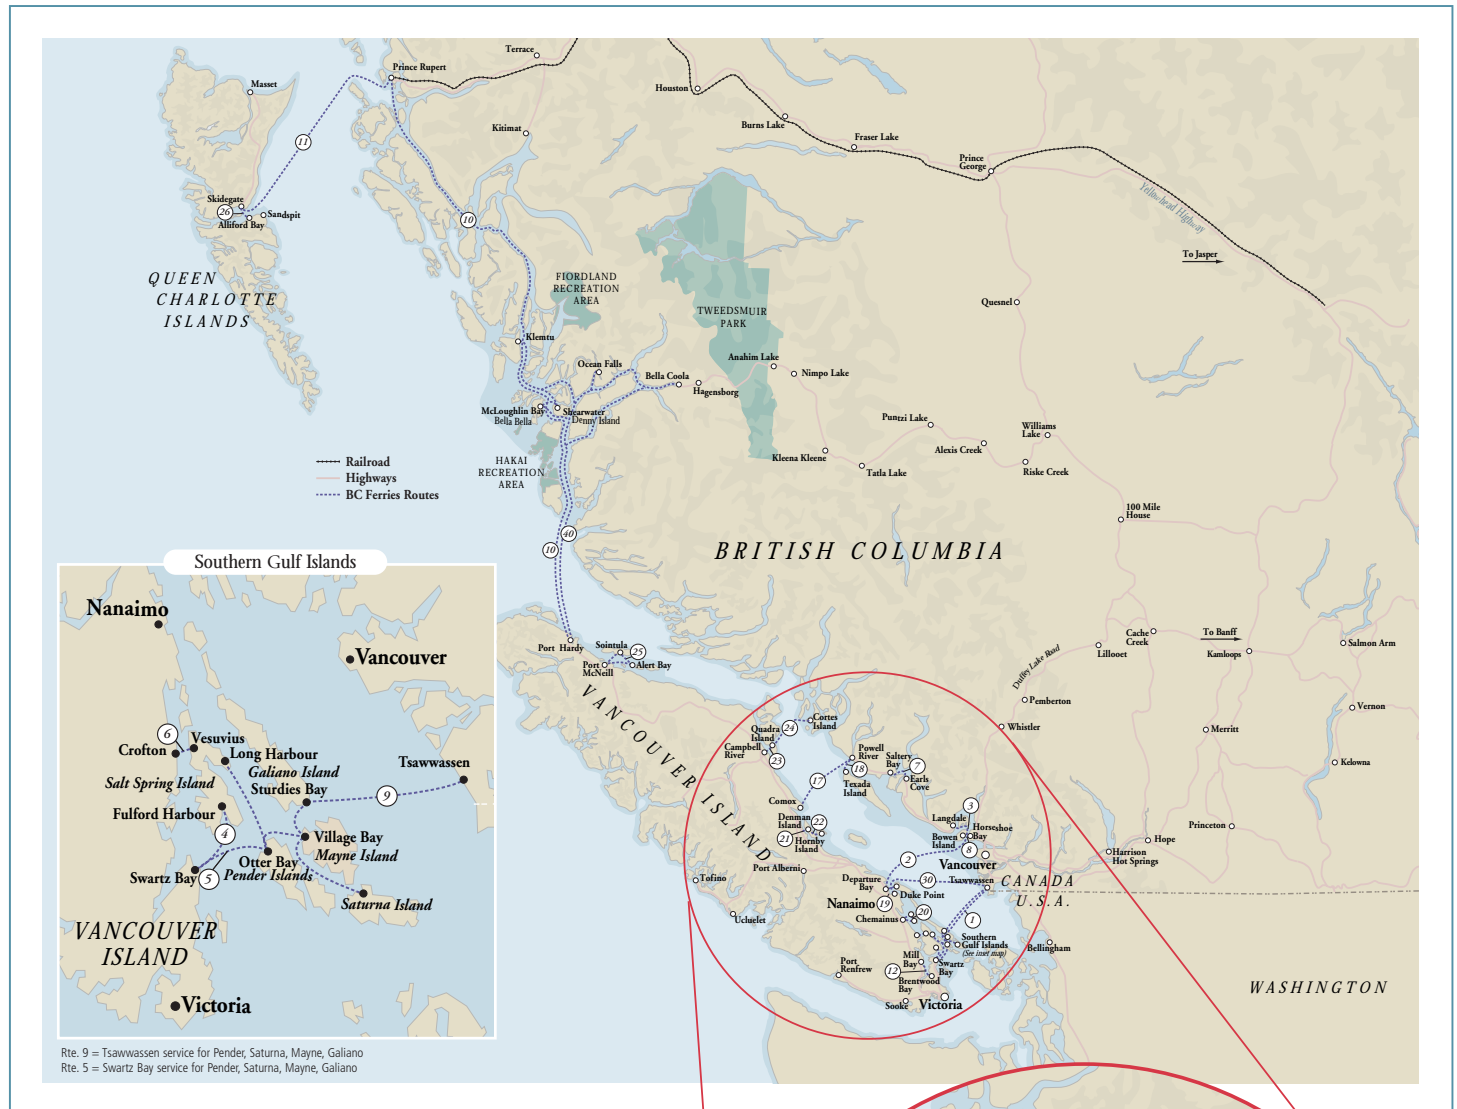 Terrace
Prince Rupert
Masset
Houston
Kitimat
Burns Lake
Fraser Lake
Prince
George
11
Yellowhead Highway
Skidegate
26
Sandspit
Alliford Bay
10
To Jasper
QUEEN
CHARLOTTE
ISLANDS
FIORDLAND
RECREATION
AREA
Quesnel
TWEEDSMUIR
PARK
Klemtu
Ocean Falls
Anahim Lake
Nimpo Lake
Bella Coola
Hagensborg
McLoughlin Bay
Bella Bella
Shearwater
Denny Island
Puntzi Lake
Williams
Lake
Alexis Creek
Kleena Kleene
Tatla Lake
Riske Creek
HAKAI
RECREATION
AREA
Railroad
Highways
BC Ferries Routes
100 Mile
House
40
10
BRITISH COLUMBIA
Port Hardy
Sointula
25
Port
McNeill
Alert Bay
Cache
Creek
To Banff
Kamloops
Salmon Arm
Lillooet
Duffey Lake Road
Pemberton
Vernon
Whistler
Merritt
Kelowna
VANCOUVER ISLAND
Cortes
Island
24
Quadra
Island
Campbell
River
23
Powell
River
18
Saltery
Bay
7
Earls
Cove
Texada
Island
17
Comox
Denman
Island
22
21
Hornby
Island
3
Langdale
Horseshoe
Bay
Bowen
Island
8
Vancouver
2
Port Alberni
Tofino
Ucluelet
Departure
Bay
30
Tsawwassen
Duke Point
Nanaimo
19
Chemainus
20
1
CANADA
U.S.A.
Southern
Gulf Islands
(See inset map)
Bellingham
Mill
Bay
Swartz
Bay
12
Brentwood
Bay
Port
Renfrew
Sooke
Victoria
Princeton
Hope
Harrison
Hot Springs
WASHINGTON
Southern Gulf Islands
Nanaimo
Vancouver
6
Vesuvius
Crofton
Long Harbour
Galiano Island
Salt Spring Island
Sturdies Bay
Tsawwassen
9
Fulford Harbour
4
Village Bay
Mayne Island
Otter Bay
Pender Islands
Swartz Bay
5
Saturna Island
VANCOUVER
ISLAND
Victoria
Rte. 9 = Tsawwassen service for Pender, Saturna, Mayne, Galiano
Rte. 5 = Swartz Bay service for Pender, Saturna, Mayne, Galiano